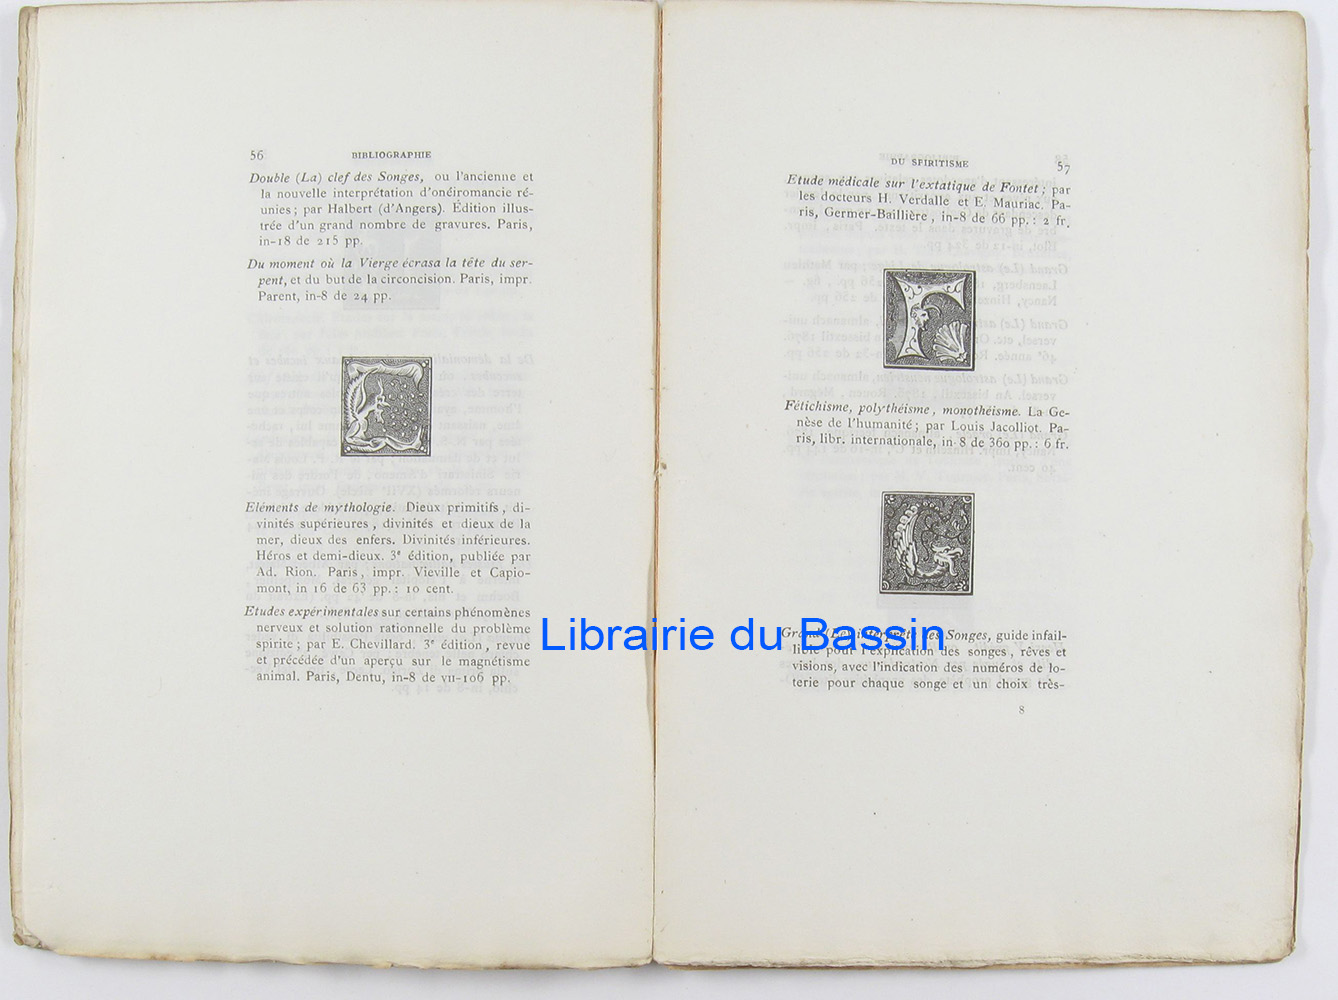 56 BIBLIOGRAPHIE
Double (La) clef des Songes, ou l'ancienne et
la nouvelle interprétation d'onéiromancie ré-
unies ; par Halbert (d'Angers). Édition illus-
trée d'un grand nombre de gravures. Paris,
in-18 de 215 pp.
Du moment où la Vierge écrasa la tête du ser-
pent, et du but de la circoncision. Paris, impr.
Parent, in-8 de 24 pp.
E
Eléments de mythologie. Dieux primitifs, di-
vinités supérieures, divinités et dieux de la
mer, dieux des enfers. Divinités inférieures.
Héros et demi-dieux. 3e édition, publiée par
Ad. Rion. Paris, impr. Vieville et Capio-
mont, in 16 de 63 pp. : 10 cent.
Etudes expérimentales sur certains phénomènes
nerveux et solution rationnelle du problème
spirite ; par E. Chevillard. 3e édition, revue
et précédée d'un aperçu sur le magnétisme
animal. Paris, Dentu, in-8 de VII-106 pp.
DU SPIRITISME 57
Etude médicale sur l'extatique de Fontet ; par
les docteurs H. Verdalle et E. Mauriac. Pa-
ris, Germer-Baillière, in-8 de 66 pp. : 2 fr.
F
Fétichisme, polythéisme, monothéisme. La Ge-
nèse de l'humanité ; par Louis Jacolliot. Pa-
ris, libr. internationale, in-8 de 360 pp. : 6 fr.
G
Grand (Le) interprète des Songes, guide infail-
lible pour l'explication des songes, rêves et
visions, avec l'indication des numéros de lo-
terie pour chaque songe et un choix très-
8
Librairie du Bassin